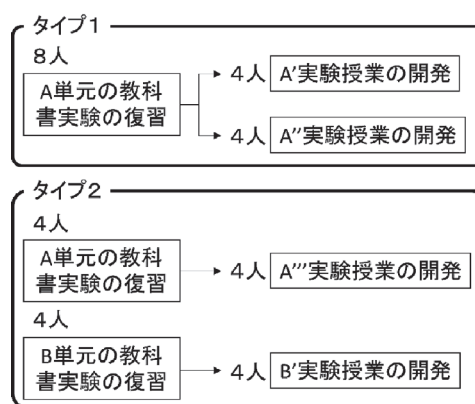 タイプ1
8人
A単元の教科
書実験の復習
4人 A′実験授業の開発
4人 A″実験授業の開発
タイプ2
4人
A単元の教科
書実験の復習
4人 A‴実験授業の開発
4人
B単元の教科
書実験の復習
4人 B′実験授業の開発